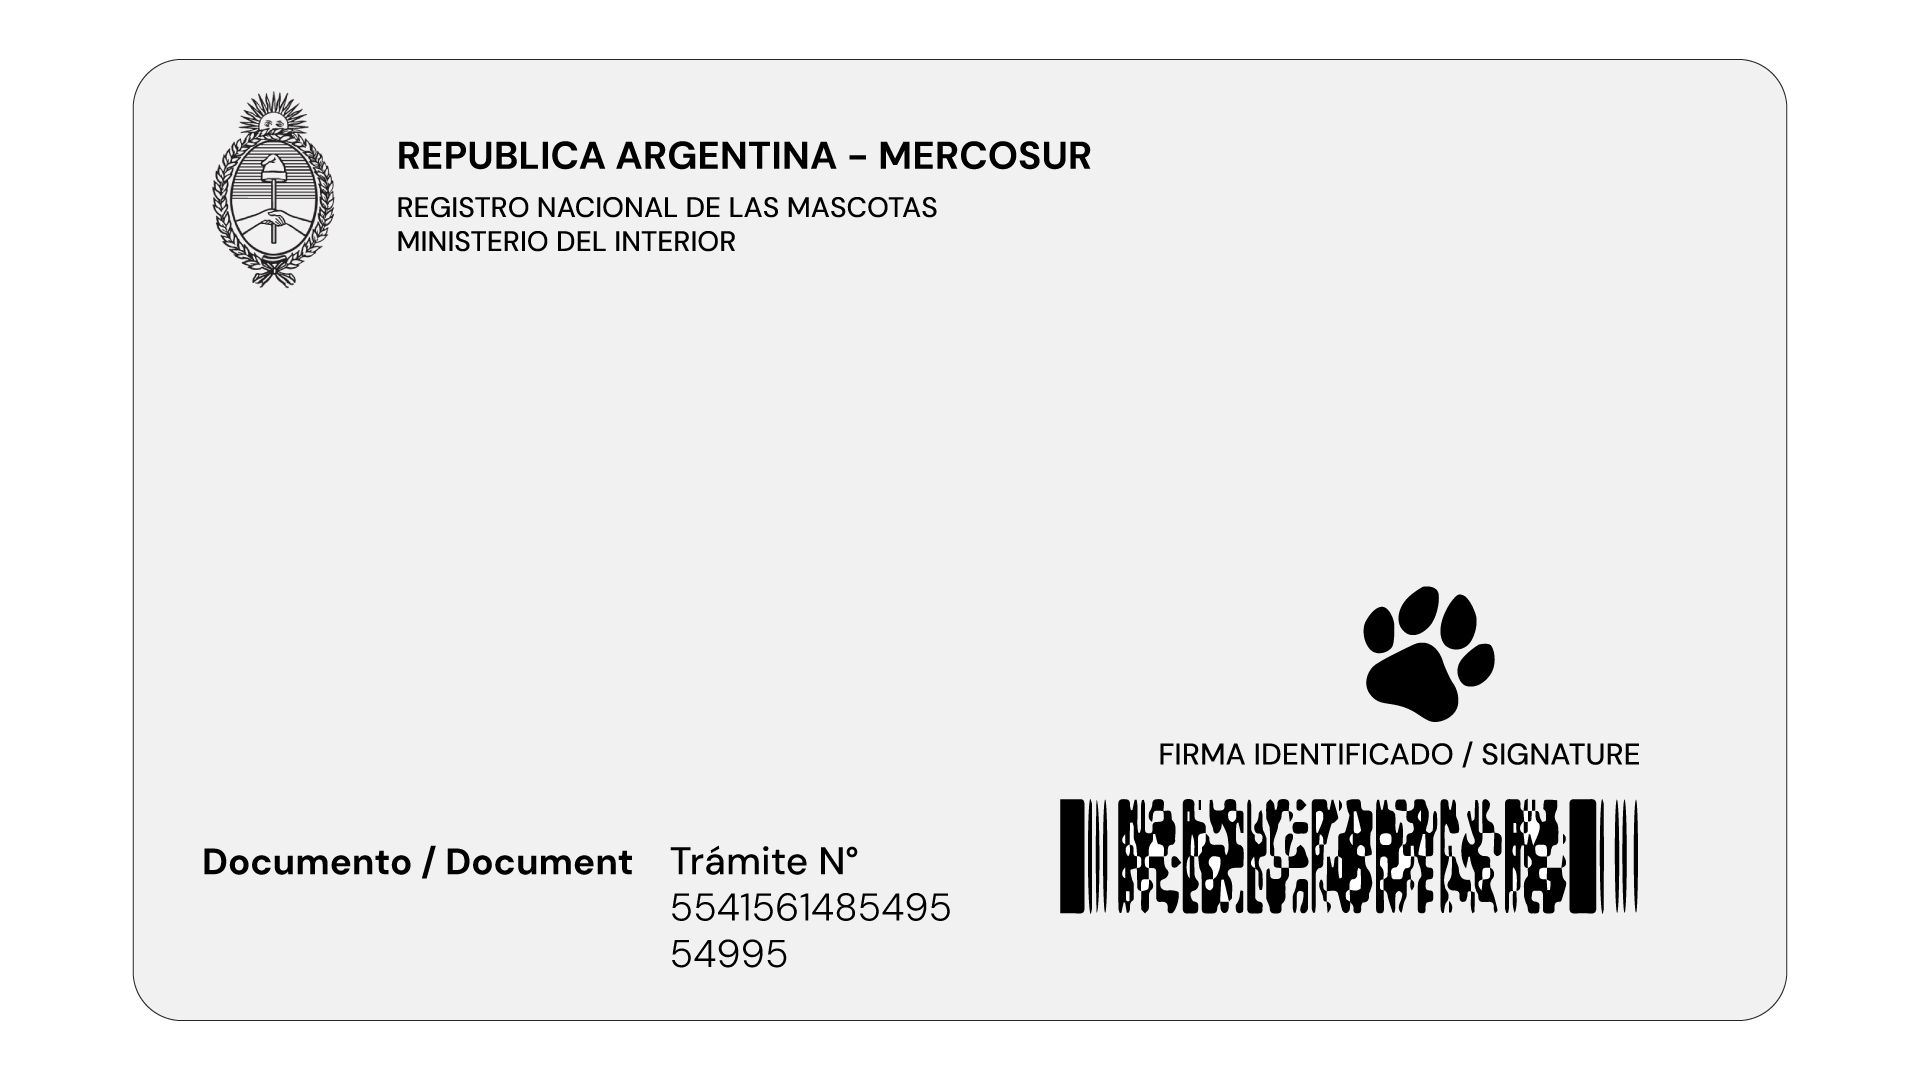 REPUBLICA ARGENTINA - MERCOSUR
REGISTRO NACIONAL DE LAS MASCOTAS
MINISTERIO DEL INTERIOR
FIRMA IDENTIFICADO / SIGNATURE
Documento / Document
Trámite N°
5541561485495
54995